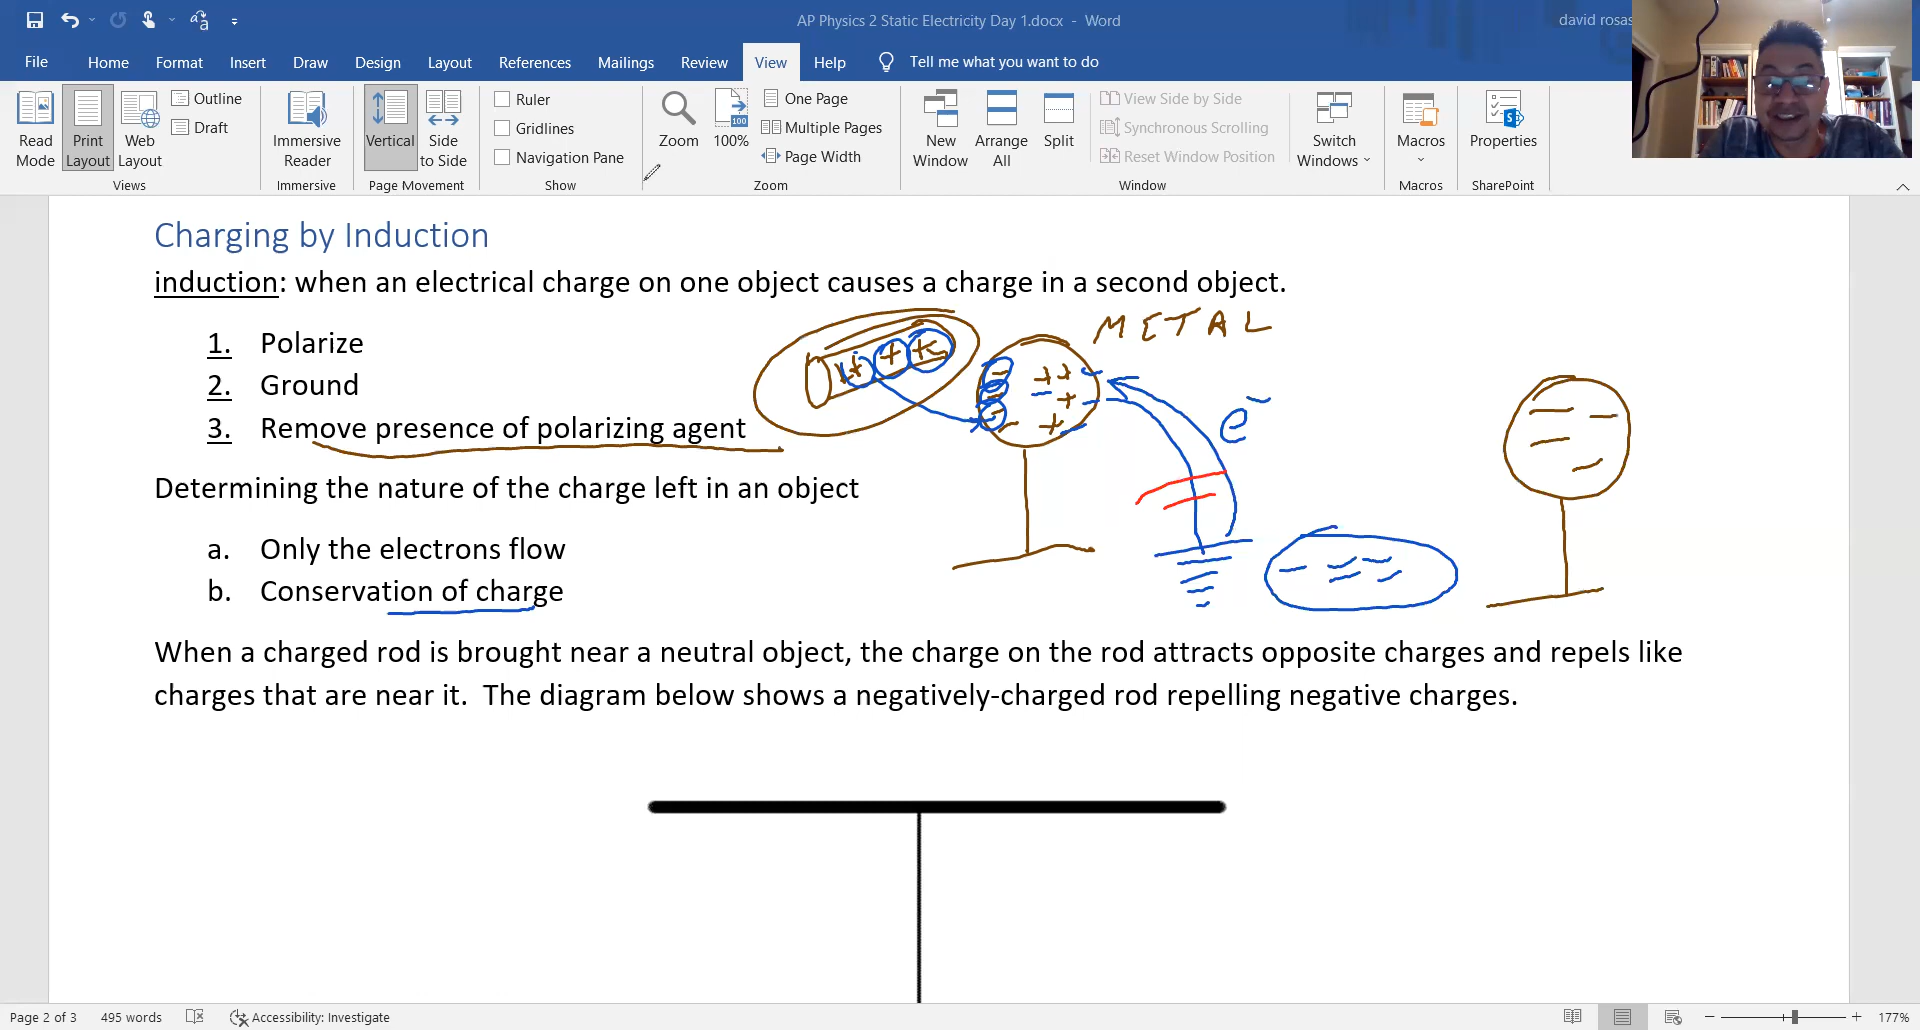 AP Physics 2 Static Electricity Day 1.docx - Word
david rosas
File Home Format Insert Draw Design Layout References Mailings Review View Help Tell me what you want to do
Read Mode
Print Layout
Web Layout
Outline
Draft
Views
Immersive Reader
Immersive
Vertical
Side to Side
Page Movement
Ruler
Gridlines
Navigation Pane
Show
Zoom
100
100%
One Page
Multiple Pages
Page Width
Zoom
New Window
Arrange All
Split
View Side by Side
Synchronous Scrolling
Reset Window Position
Window
Switch Windows
Macros
Macros
S
Properties
SharePoint
Charging by Induction
induction: when an electrical charge on one object causes a charge in a second object.
METAL
1. Polarize
2. Ground
3. Remove presence of polarizing agent
e-
Determining the nature of the charge left in an object
a. Only the electrons flow
b. Conservation of charge
When a charged rod is brought near a neutral object, the charge on the rod attracts opposite charges and repels like
charges that are near it. The diagram below shows a negatively-charged rod repelling negative charges.
Page 2 of 3 495 words Accessibility: Investigate 177%